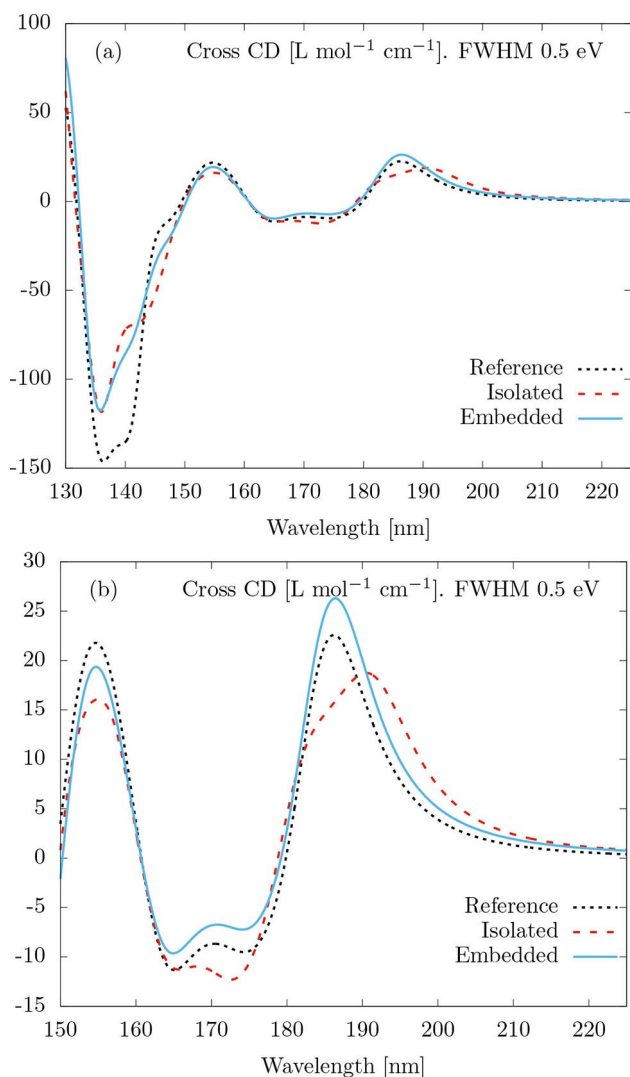 100
(a) Cross CD [L mol⁻¹ cm⁻¹]. FWHM 0.5 eV
50
0
-50
-100
-150
Reference
Isolated
Embedded
130 140 150 160 170 180 190 200 210 220
Wavelength [nm]
30
(b) Cross CD [L mol⁻¹ cm⁻¹]. FWHM 0.5 eV
25
20
15
10
5
0
-5
-10
-15
Reference
Isolated
Embedded
150 160 170 180 190 200 210 220
Wavelength [nm]